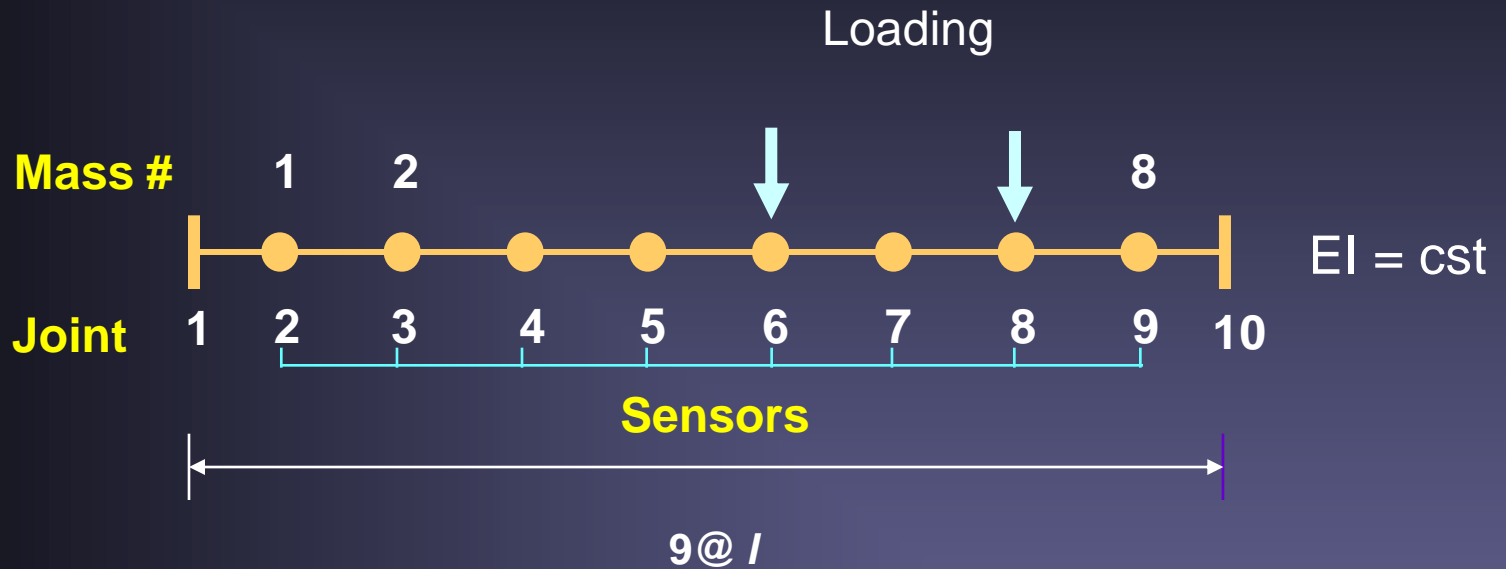 Loading
Mass # 1 2 8
EI = cst
Joint 1 2 3 4 5 6 7 8 9 10
Sensors
9@ l